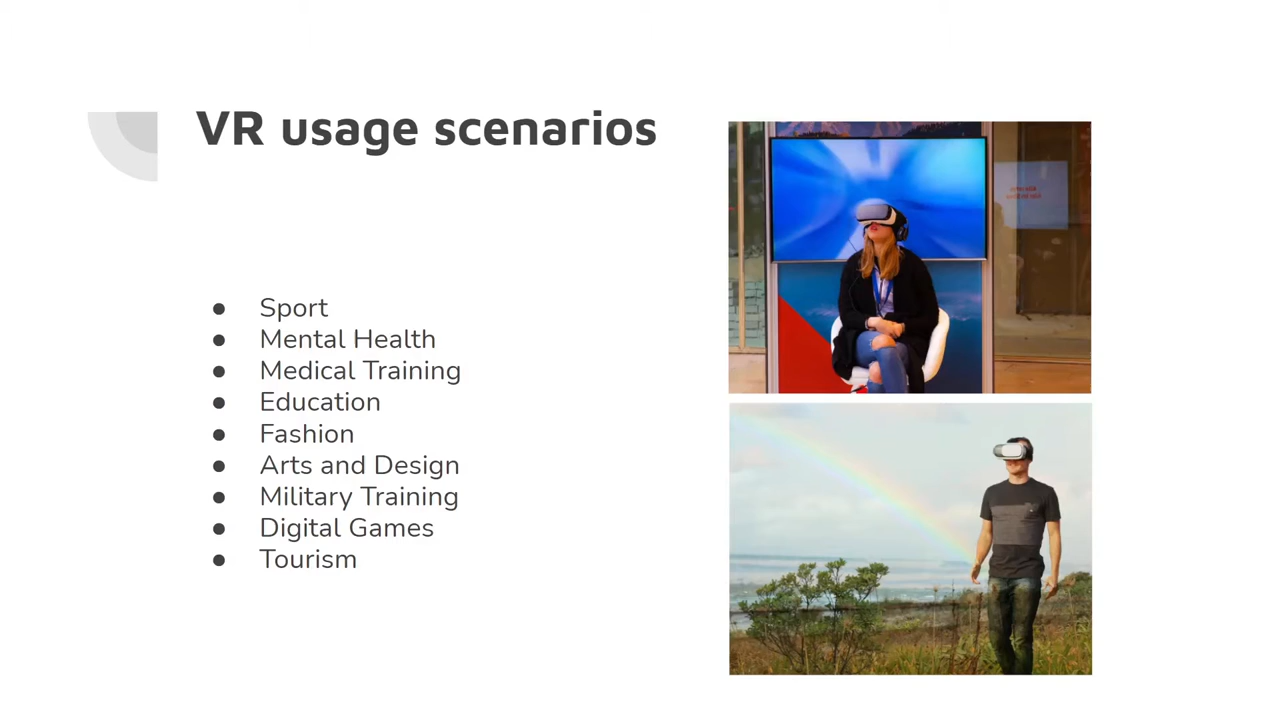 VR usage scenarios
● Sport
● Mental Health
● Medical Training
● Education
● Fashion
● Arts and Design
● Military Training
● Digital Games
● Tourism